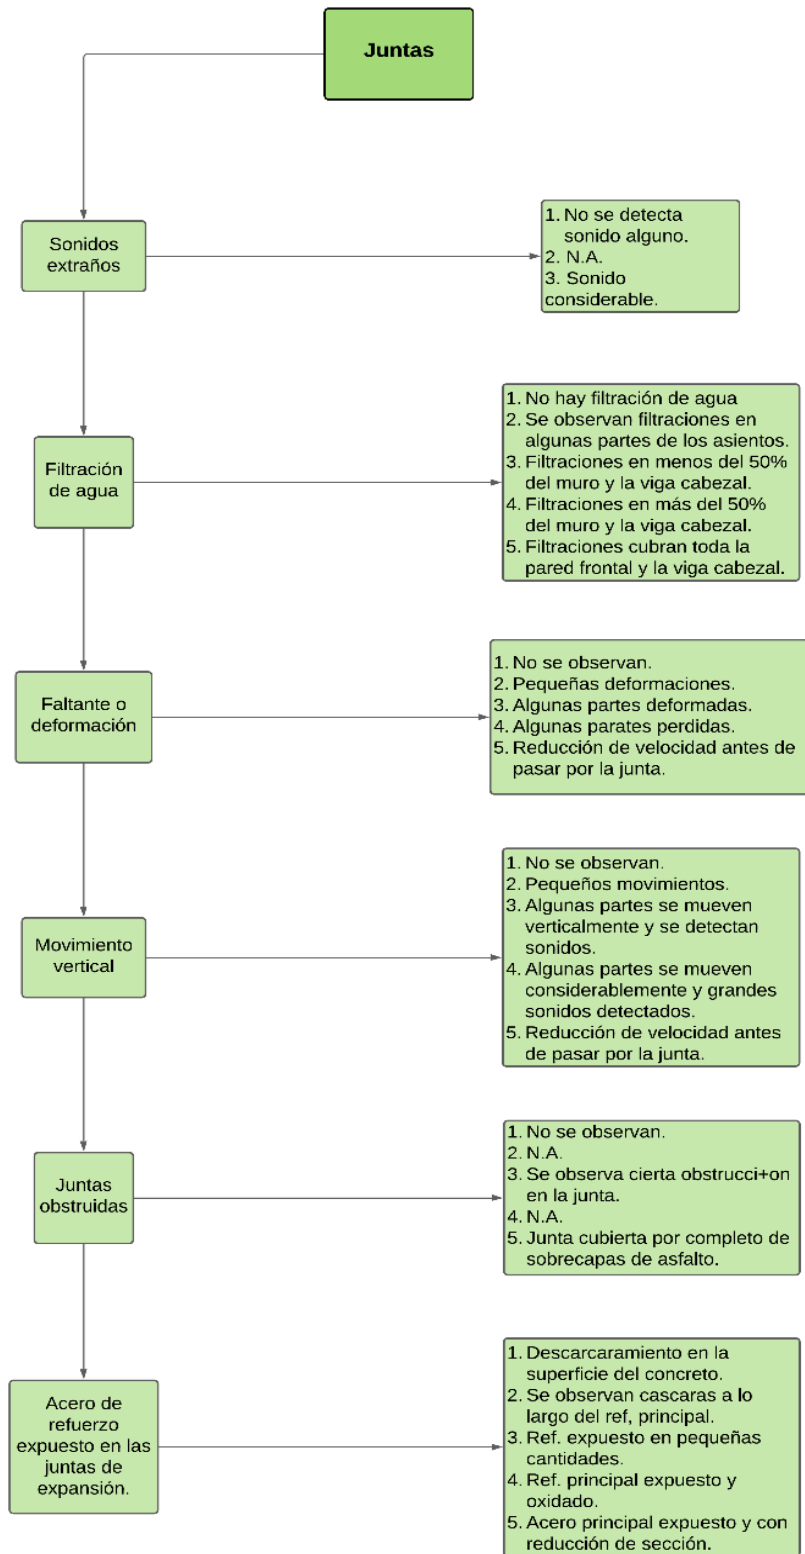 Juntas
Sonidos
extraños
1. No se detecta
sonido alguno.
2. N.A.
3. Sonido
considerable.
Filtración
de agua
1. No hay filtración de agua
2. Se observan filtraciones en
algunas partes de los asientos.
3. Filtraciones en menos del 50%
del muro y la viga cabezal.
4. Filtraciones en más del 50%
del muro y la viga cabezal.
5. Filtraciones cubran toda la
pared frontal y la viga cabezal.
Faltante o
deformación
1. No se observan.
2. Pequeñas deformaciones.
3. Algunas partes deformadas.
4. Algunas parates perdidas.
5. Reducción de velocidad antes de
pasar por la junta.
Movimiento
vertical
1. No se observan.
2. Pequeños movimientos.
3. Algunas partes se mueven
verticalmente y se detectan
sonidos.
4. Algunas partes se mueven
considerablemente y grandes
sonidos detectados.
5. Reducción de velocidad antes
de pasar por la junta.
Juntas
obstruidas
1. No se observan.
2. N.A.
3. Se observa cierta obstrucci+on
en la junta.
4. N.A.
5. Junta cubierta por completo de
sobrecapas de asfalto.
Acero de
refuerzo
expuesto en las
juntas de
expansión.
1. Descarcaramiento en la
superficie del concreto.
2. Se observan cascaras a lo
largo del ref, principal.
3. Ref. expuesto en pequeñas
cantidades.
4. Ref. principal expuesto y
oxidado.
5. Acero principal expuesto y con
reducción de sección.